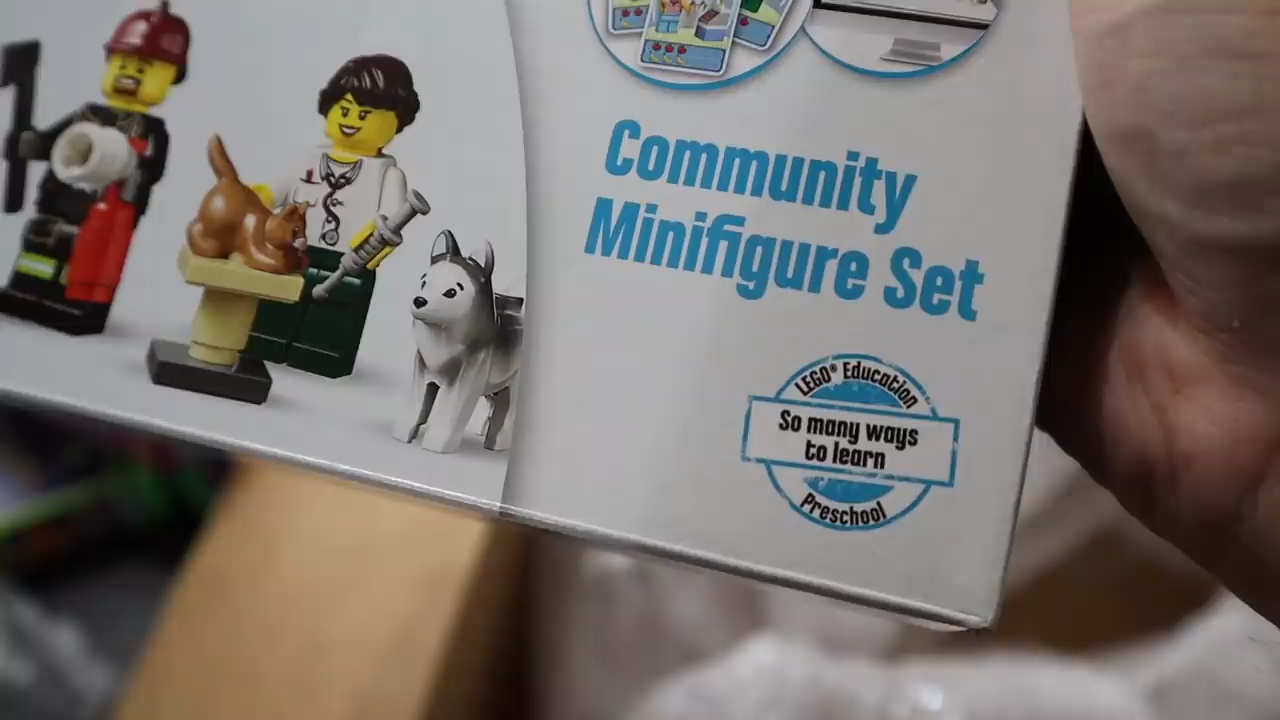 Community
Minifigure Set
LEGO® Education
So many ways
to learn
Preschool